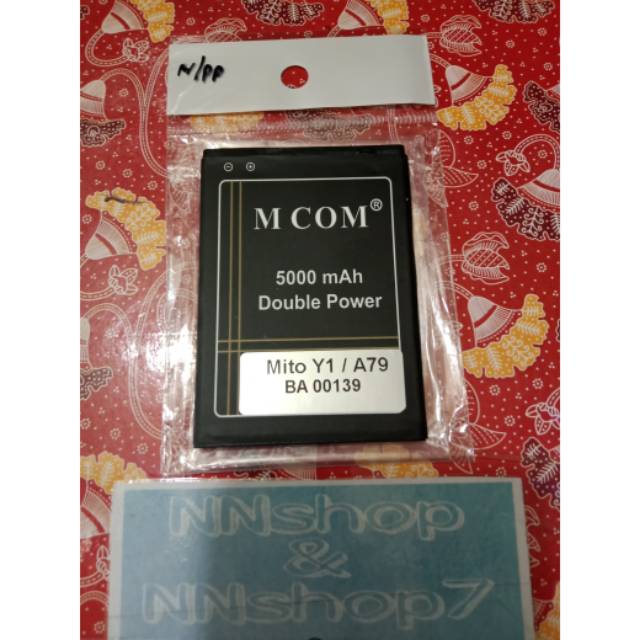 N/PP
M COM®
5000 mAh
Double Power
Mito Y1 / A79
BA 00139
NNshop
&
NNshop7